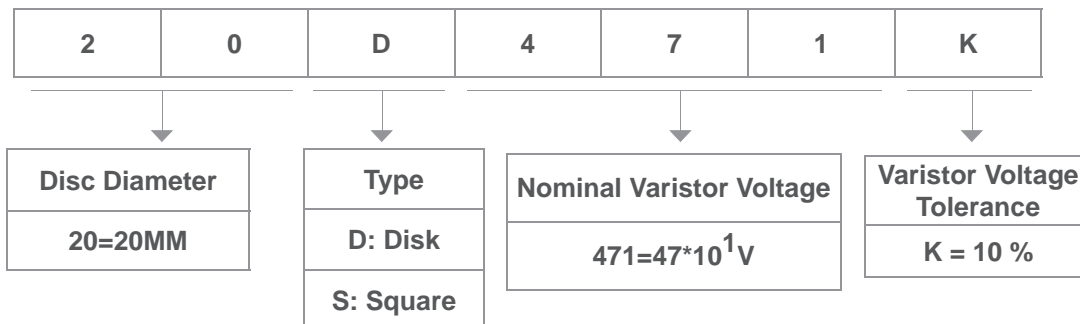 2 0 D 4 7 1 K
Disc Diameter
20=20MM
Type
D: Disk
S: Square
Nominal Varistor Voltage
471=47*10¹V
Varistor Voltage
Tolerance
K = 10 %